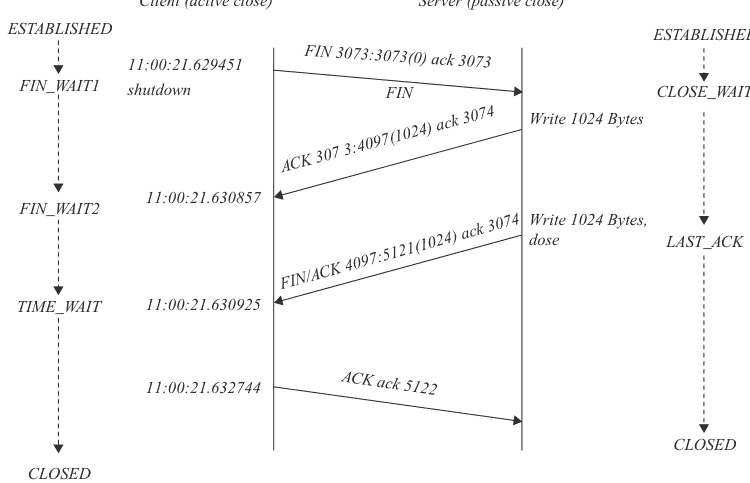 Client (active close)
Server (passive close)
ESTABLISHED
ESTABLISHED
FIN 3073:3073(0) ack 3073
11:00:21.629451
shutdown
FIN
FIN_WAIT1
CLOSE_WAIT
ACK 307 3:4097(1024) ack 3074
Write 1024 Bytes
11:00:21.630857
FIN_WAIT2
FIN/ACK 4097:5121(1024) ack 3074
Write 1024 Bytes,
dose
LAST_ACK
TIME_WAIT
11:00:21.630925
11:00:21.632744
ACK ack 5122
CLOSED
CLOSED